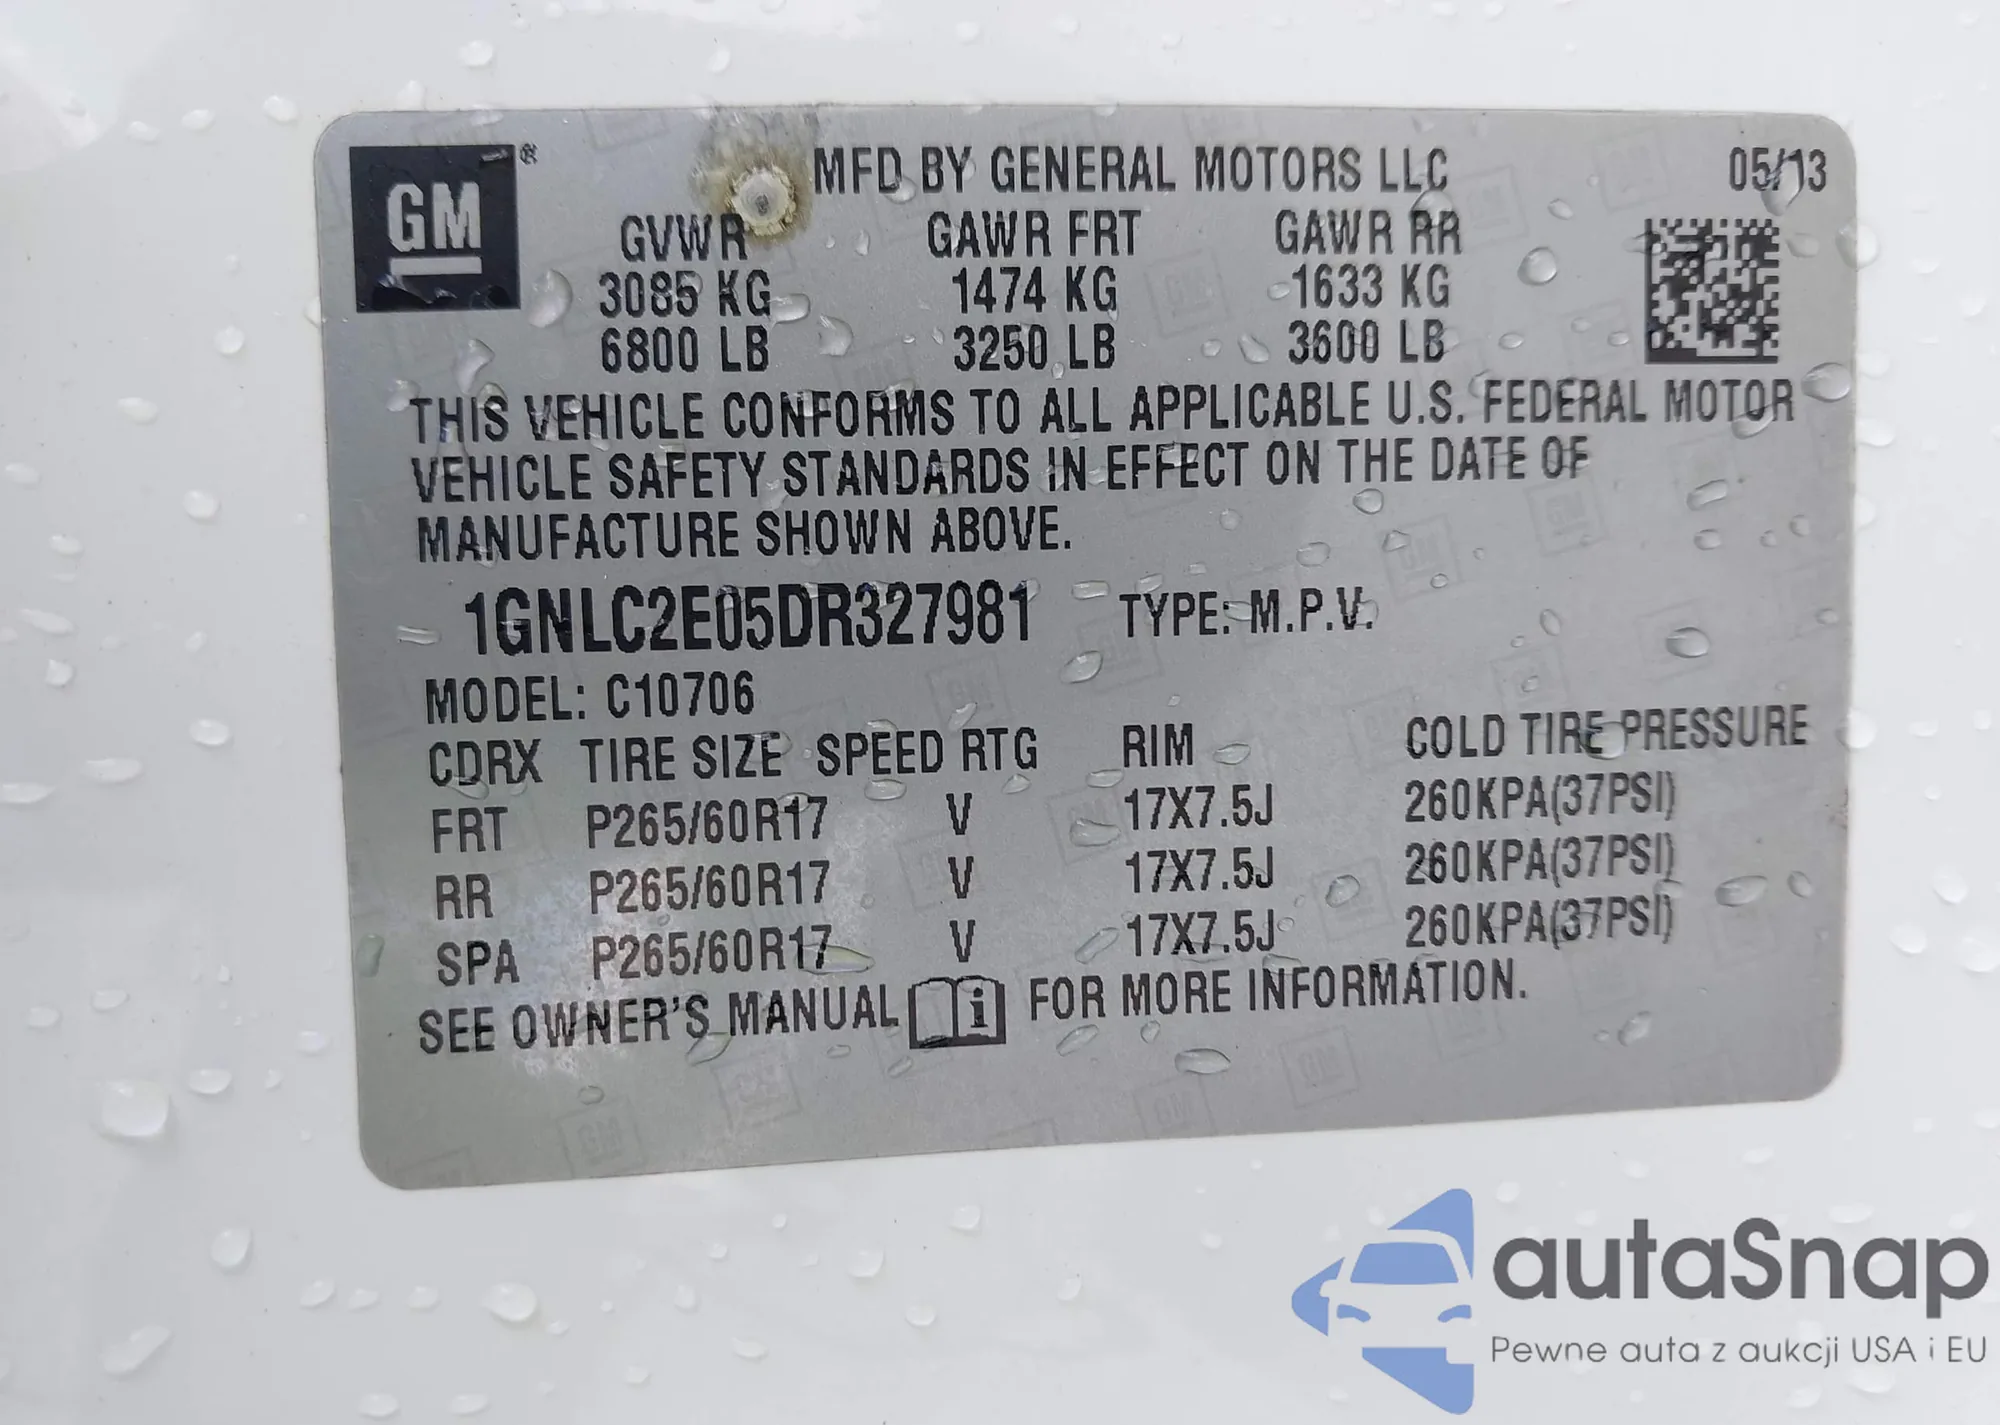 GM ®
MFD BY GENERAL MOTORS LLC 05/13
GVWR GAWR FRT GAWR RR
3085 KG 1474 KG 1633 KG
6800 LB 3250 LB 3600 LB
THIS VEHICLE CONFORMS TO ALL APPLICABLE U.S. FEDERAL MOTOR
VEHICLE SAFETY STANDARDS IN EFFECT ON THE DATE OF
MANUFACTURE SHOWN ABOVE.
1GNLC2E05DR327981 TYPE: M.P.V.
MODEL: C10706
CDRX TIRE SIZE SPEED RTG RIM COLD TIRE PRESSURE
FRT P265/60R17 V 17X7.5J 260KPA(37PSI)
RR P265/60R17 V 17X7.5J 260KPA(37PSI)
SPA P265/60R17 V 17X7.5J 260KPA(37PSI)
SEE OWNER'S MANUAL i FOR MORE INFORMATION.
autaSnap
Pewne auta z aukcji USA i EU